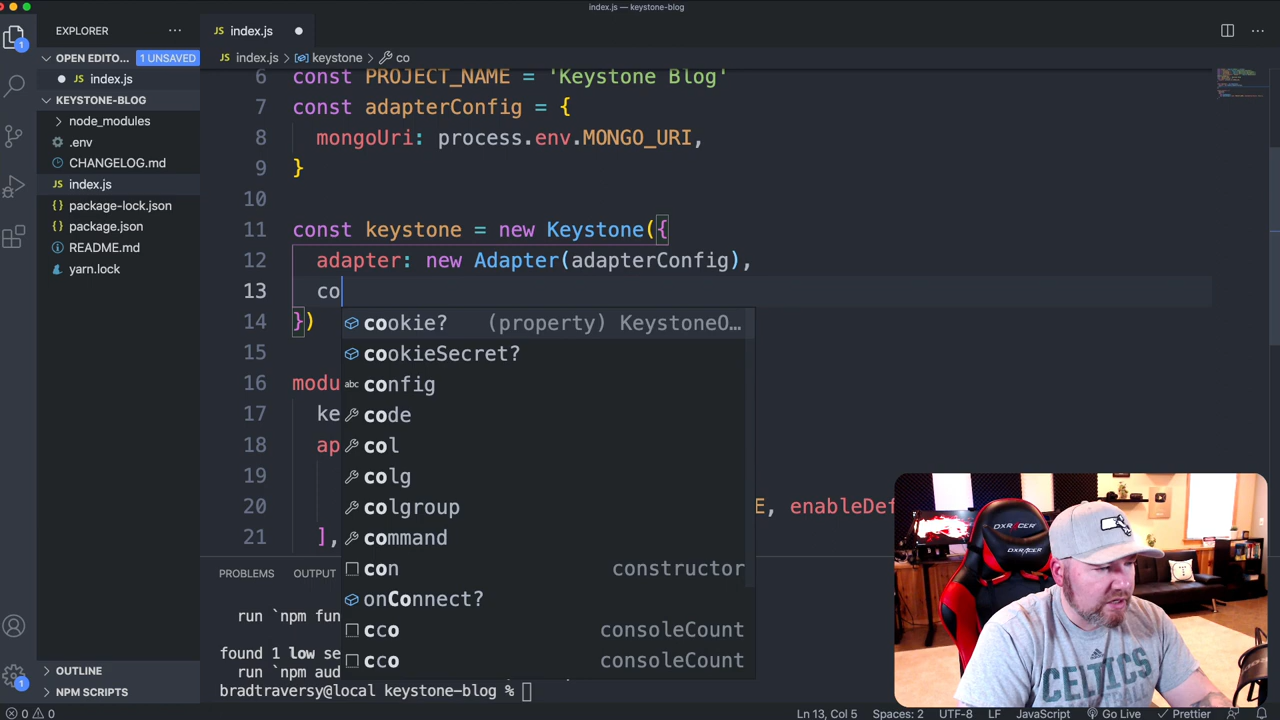 index.js — keystone-blog
EXPLORER
index.js
OPEN EDITO... 1 UNSAVED
index.js
KEYSTONE-BLOG
node_modules
.env
CHANGELOG.md
index.js
package-lock.json
package.json
README.md
yarn.lock
OUTLINE
NPM SCRIPTS
index.js > keystone > co
6 const PROJECT_NAME = 'Keystone Blog'
7 const adapterConfig = {
8 mongoUri: process.env.MONGO_URI,
9 }
10
11 const keystone = new Keystone({
12 adapter: new Adapter(adapterConfig),
13 co
14 })
15
16 modu
17 ke
18 ap
19
20 E, enableDef
21 ],
cookie? (property) KeystoneO…
cookieSecret?
config
code
col
colg
colgroup
command
con constructor
onConnect?
cco consoleCount
cco consoleCount
PROBLEMS OUTPUT
run `npm fun
found 1 low se
run `npm aud
bradtraversy@local keystone-blog %
DXRACER
DXRACER
CELTICS
0 0 Ln 13, Col 5 Spaces: 2 UTF-8 LF JavaScript Go Live Prettier